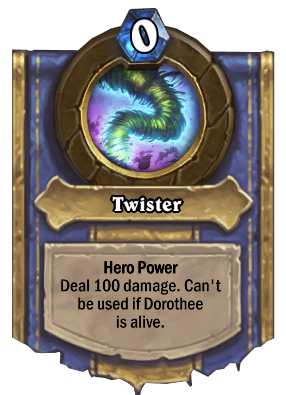 0
Twister
Hero Power
Deal 100 damage. Can't
be used if Dorothee
is alive.